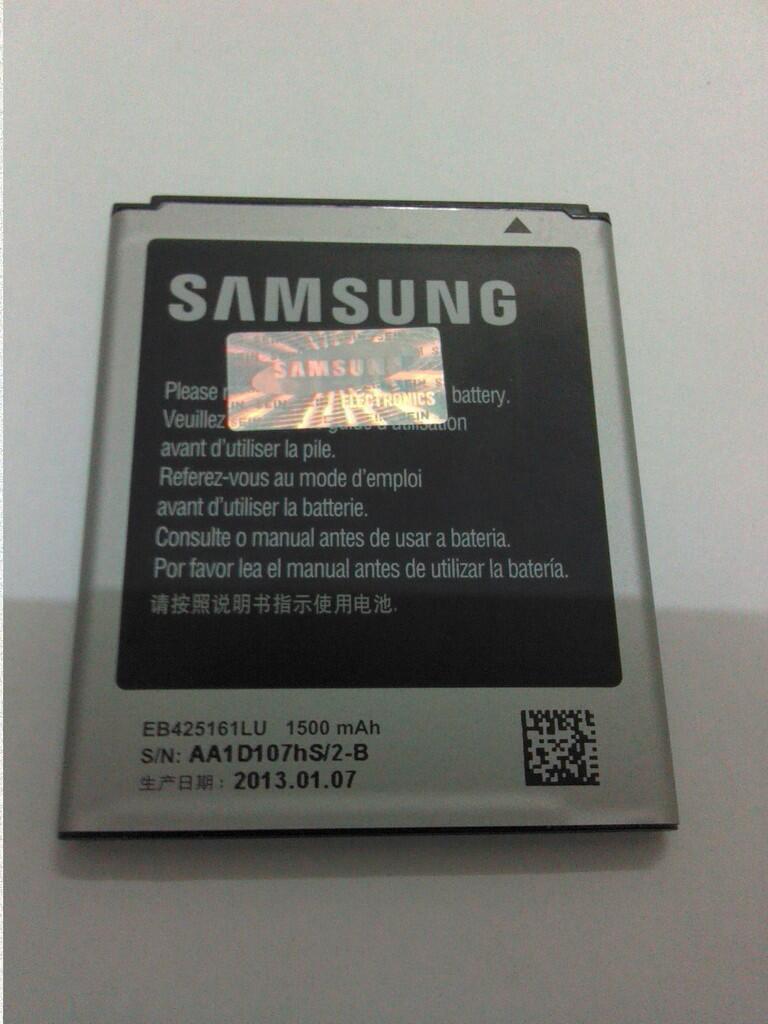 SAMSUNG
SAMSUNG
ELECTRONICS
Please battery.
Veuillez d'utilisation
avant d'utiliser la pile.
Referez-vous au mode d'emploi
avant d'utiliser la batterie.
Consulte o manual antes de usar a bateria.
Por favor lea el manual antes de utilizar la batería.
请按照说明书指示使用电池.
EB425161LU 1500 mAh
S/N: AA1D107hS/2-B
生产日期: 2013.01.07